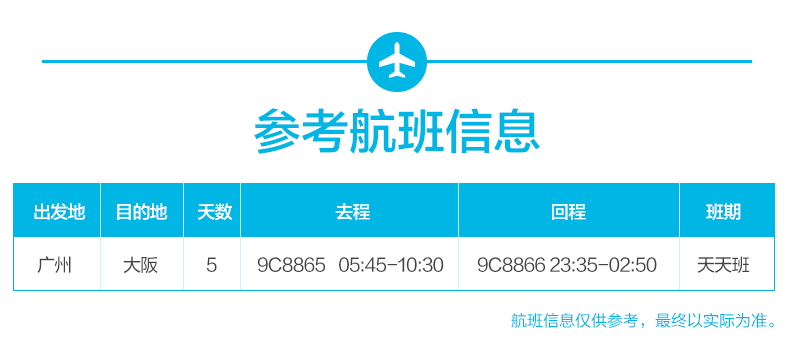 参考航班信息
出发地 目的地 天数 去程 回程 班期
广州 大阪 5 9C8865 05:45-10:30 9C8866 23:35-02:50 天天班
航班信息仅供参考，最终以实际为准。